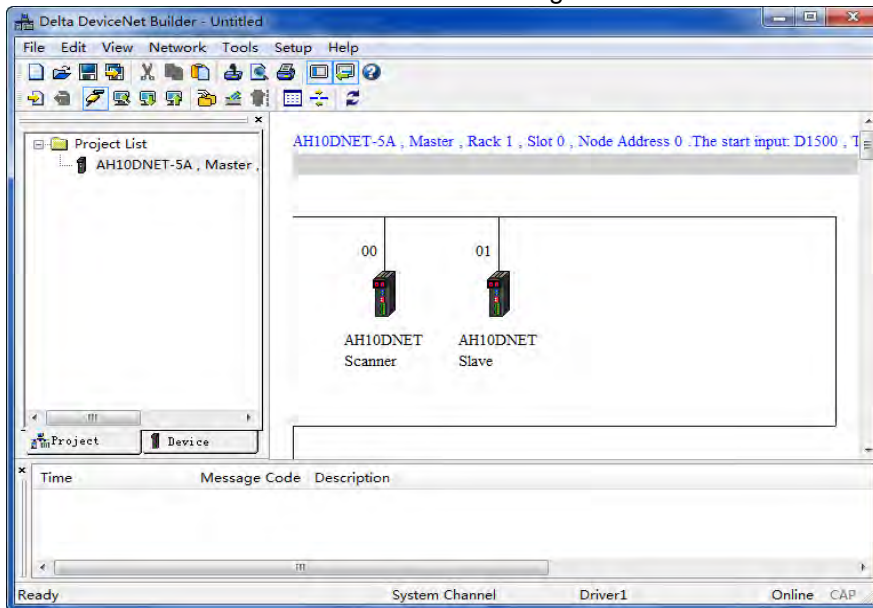 Delta DeviceNet Builder - Untitled
File Edit View Network Tools Setup Help
Project List
AH10DNET-5A , Master ,
AH10DNET-5A , Master , Rack 1 , Slot 0 , Node Address 0 .The start input: D1500 ,
00 01
AH10DNET AH10DNET
Scanner Slave
Project Device
Time Message Code Description
Ready System Channel Driver1 Online CAP